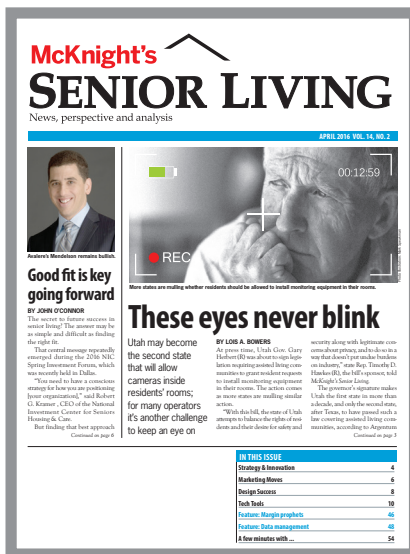 McKnight's
SENIOR LIVING
News, perspective and analysis
APRIL 2016 VOL. 14, NO. 2
Avalere's Mendelson remains bullish.
Good fit is key
going forward
BY JOHN O'CONNOR
The secret to future success in
senior living? The answer may be
as simple and difficult as finding
the right fit.
That central message repeatedly
emerged during the 2016 NIC
Spring Investment Forum, which
was recently held in Dallas.
"You need to have a conscious
strategy for how you are positioning
[your organization]," said Robert
G. Kramer , CEO of the National
Investment Center for Seniors
Housing & Care.
But finding that best approach
Continued on page 6
00:12:59
REC
More states are mulling whether residents should be allowed to install monitoring equipment in their rooms.
These eyes never blink
Utah may become
the second state
that will allow
cameras inside
residents' rooms;
for many operators
it's another challenge
to keep an eye on
BY LOIS A. BOWERS
At press time, Utah Gov. Gary
Herbert (R) was about to sign legis-
lation requiring assisted living com-
munities to grant resident requests
to install monitoring equipment
in their rooms. The action comes
as more states are mulling similar
action.
"With this bill, the state of Utah
attempts to balance the rights of resi-
dents and their desire for safety and
security along with legitimate con-
cerns about privacy, and to do so in a
way that doesn't put undue burdens
on industry," state Rep. Timothy D.
Hawkes (R), the bill's sponsor, told
McKnight's Senior Living.
The governor's signature makes
Utah the first state in more than
a decade, and only the second state,
after Texas, to have passed such a
law covering assisted living com-
munities, according to Argentum
Continued on page 3
IN THIS ISSUE
Strategy & Innovation 4
Marketing Moves 6
Design Success 8
Tech Tools 10
Feature: Margin prophots 46
Feature: Data management 48
A few minutes with ... 54